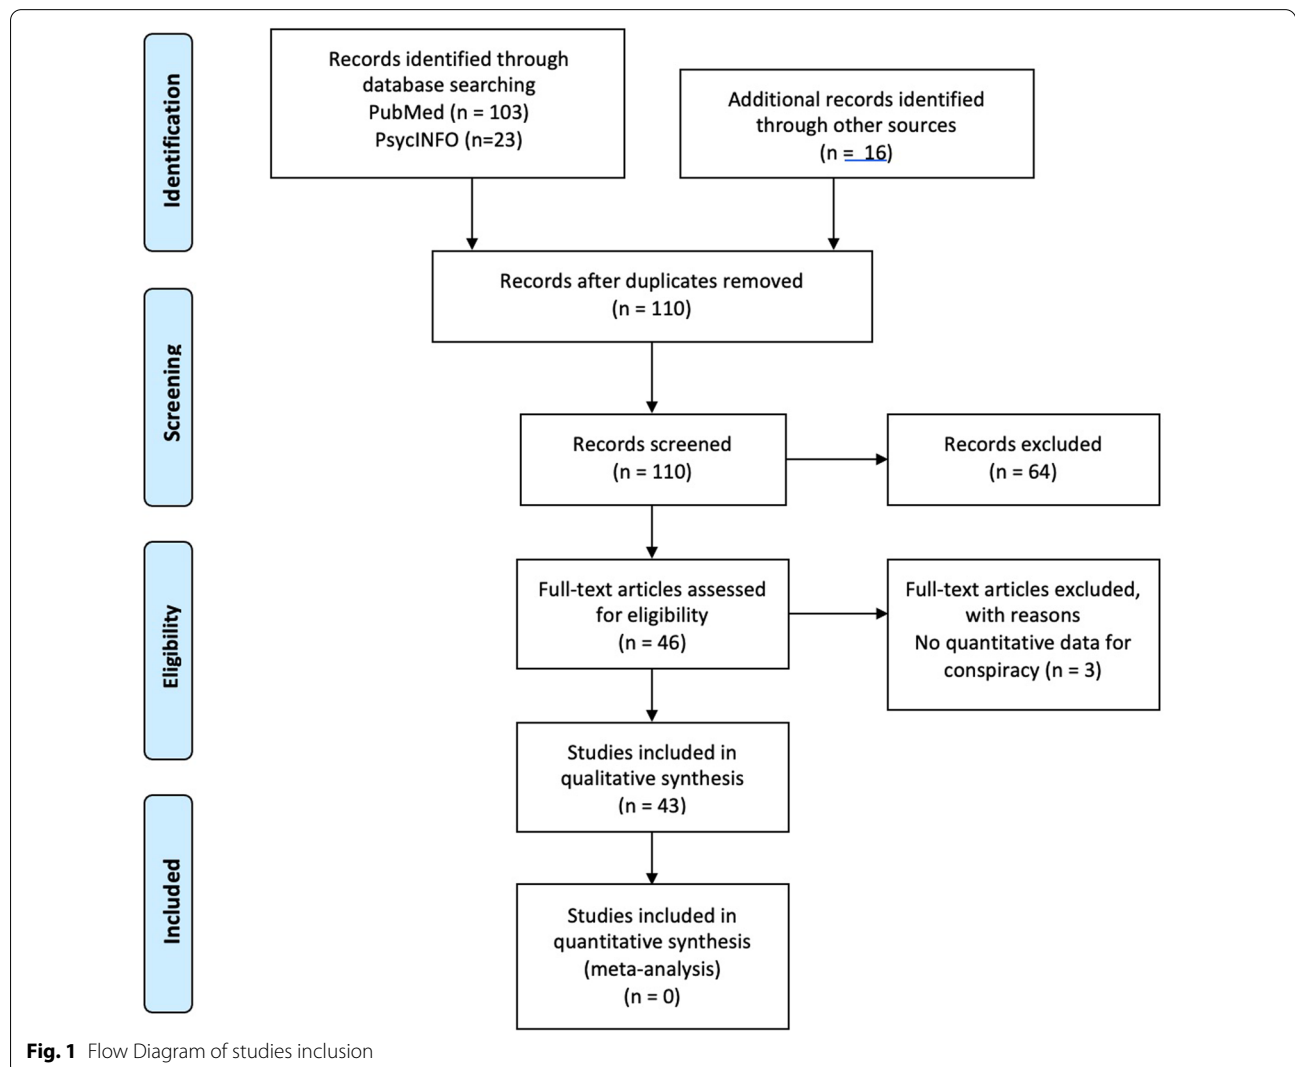 Identification
Records identified through
database searching
PubMed (n = 103)
PsycINFO (n=23)
Additional records identified
through other sources
(n = 16)
Records after duplicates removed
(n = 110)
Screening
Records screened
(n = 110)
Records excluded
(n = 64)
Eligibility
Full-text articles assessed
for eligibility
(n = 46)
Full-text articles excluded,
with reasons
No quantitative data for
conspiracy (n = 3)
Studies included in
qualitative synthesis
(n = 43)
Included
Studies included in
quantitative synthesis
(meta-analysis)
(n = 0)
Fig. 1 Flow Diagram of studies inclusion